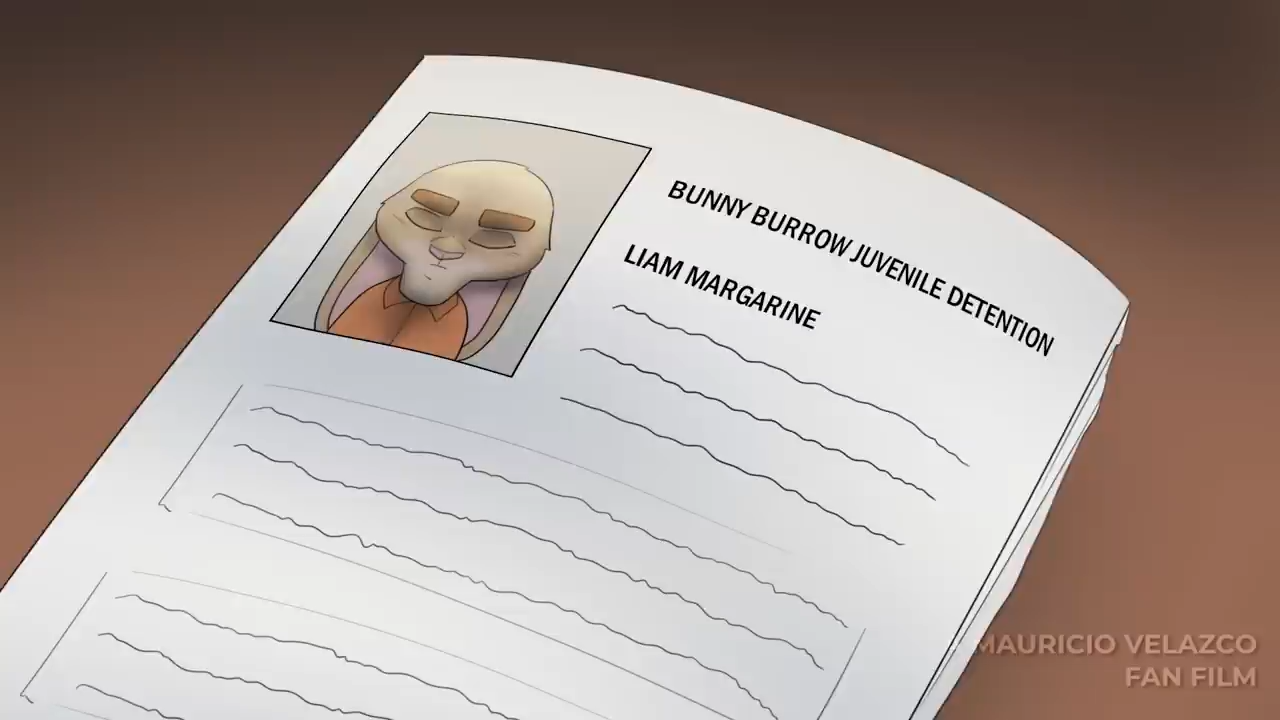 BUNNY BURROW JUVENILE DETENTION
LIAM MARGARINE
MAURICIO VELAZCO
FAN FILM